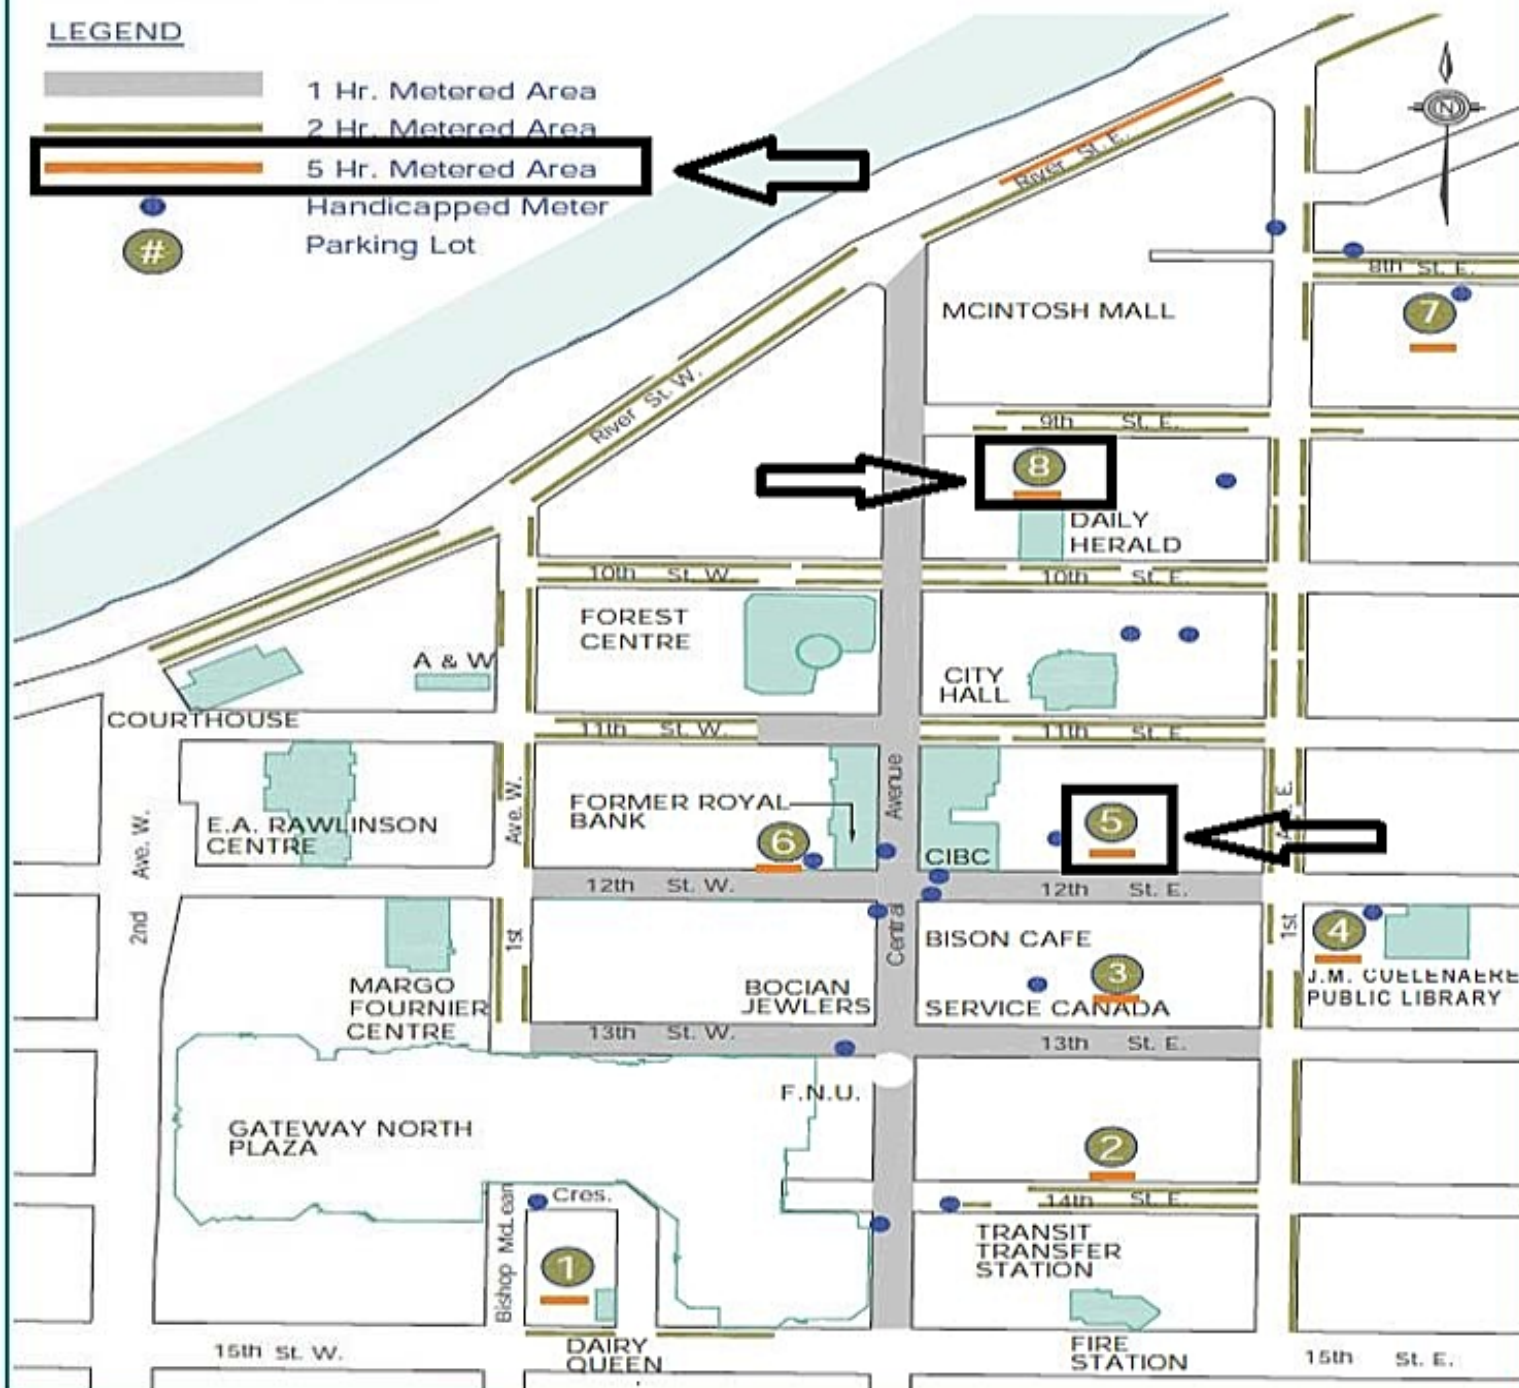 LEGEND
1 Hr. Metered Area
2 Hr. Metered Area
5 Hr. Metered Area
Handicapped Meter
#
Parking Lot
N
River St. E.
8th St. E.
7
MCINTOSH MALL
River St. W.
9th St. E.
8
DAILY
HERALD
10th St. W.
10th St. E.
FOREST
CENTRE
A & W
CITY
HALL
COURTHOUSE
11th St. W.
11th St. E.
Central Avenue
1st Ave. W.
2nd Ave. W.
FORMER ROYAL
BANK
E.A. RAWLINSON
CENTRE
6
5
CIBC
12th St. W.
12th St. E.
1st E.
4
BISON CAFE
3
J.M. CUELENAERE
PUBLIC LIBRARY
MARGO
FOURNIER
CENTRE
BOCIAN
JEWLERS
SERVICE CANADA
13th St. W.
13th St. E.
F.N.U.
GATEWAY NORTH
PLAZA
2
Bishop McLean
Cres.
14th St. E.
TRANSIT
TRANSFER
STATION
1
15th St. W.
DAIRY
QUEEN
FIRE
STATION
15th St. E.